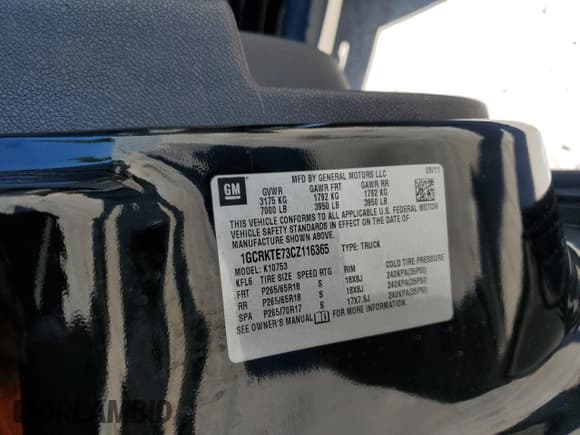 GM
MFD BY GENERAL MOTORS LLC
09/11
GVWR GAWR FRT GAWR RR
3175 KG 1792 KG 1792 KG
7000 LB 3950 LB 3950 LB
THIS VEHICLE CONFORMS TO ALL APPLICABLE U.S. FEDERAL MOTOR
VEHICLE SAFETY STANDARDS IN EFFECT ON THE DATE OF
MANUFACTURE SHOWN ABOVE.
1GCRKTE73CZ116365 TYPE: TRUCK
MODEL: K10753
KFL6 TIRE SIZE SPEED RTG RIM COLD TIRE PRESSURE
FRT P265/65R18 S 18X8J 240KPA(35PSI)
RR P265/65R18 S 18X8J 240KPA(35PSI)
SPA P265/70R17 S 17X7.5J 240KPA(35PSI)
SEE OWNER'S MANUAL FOR MORE INFORMATION.